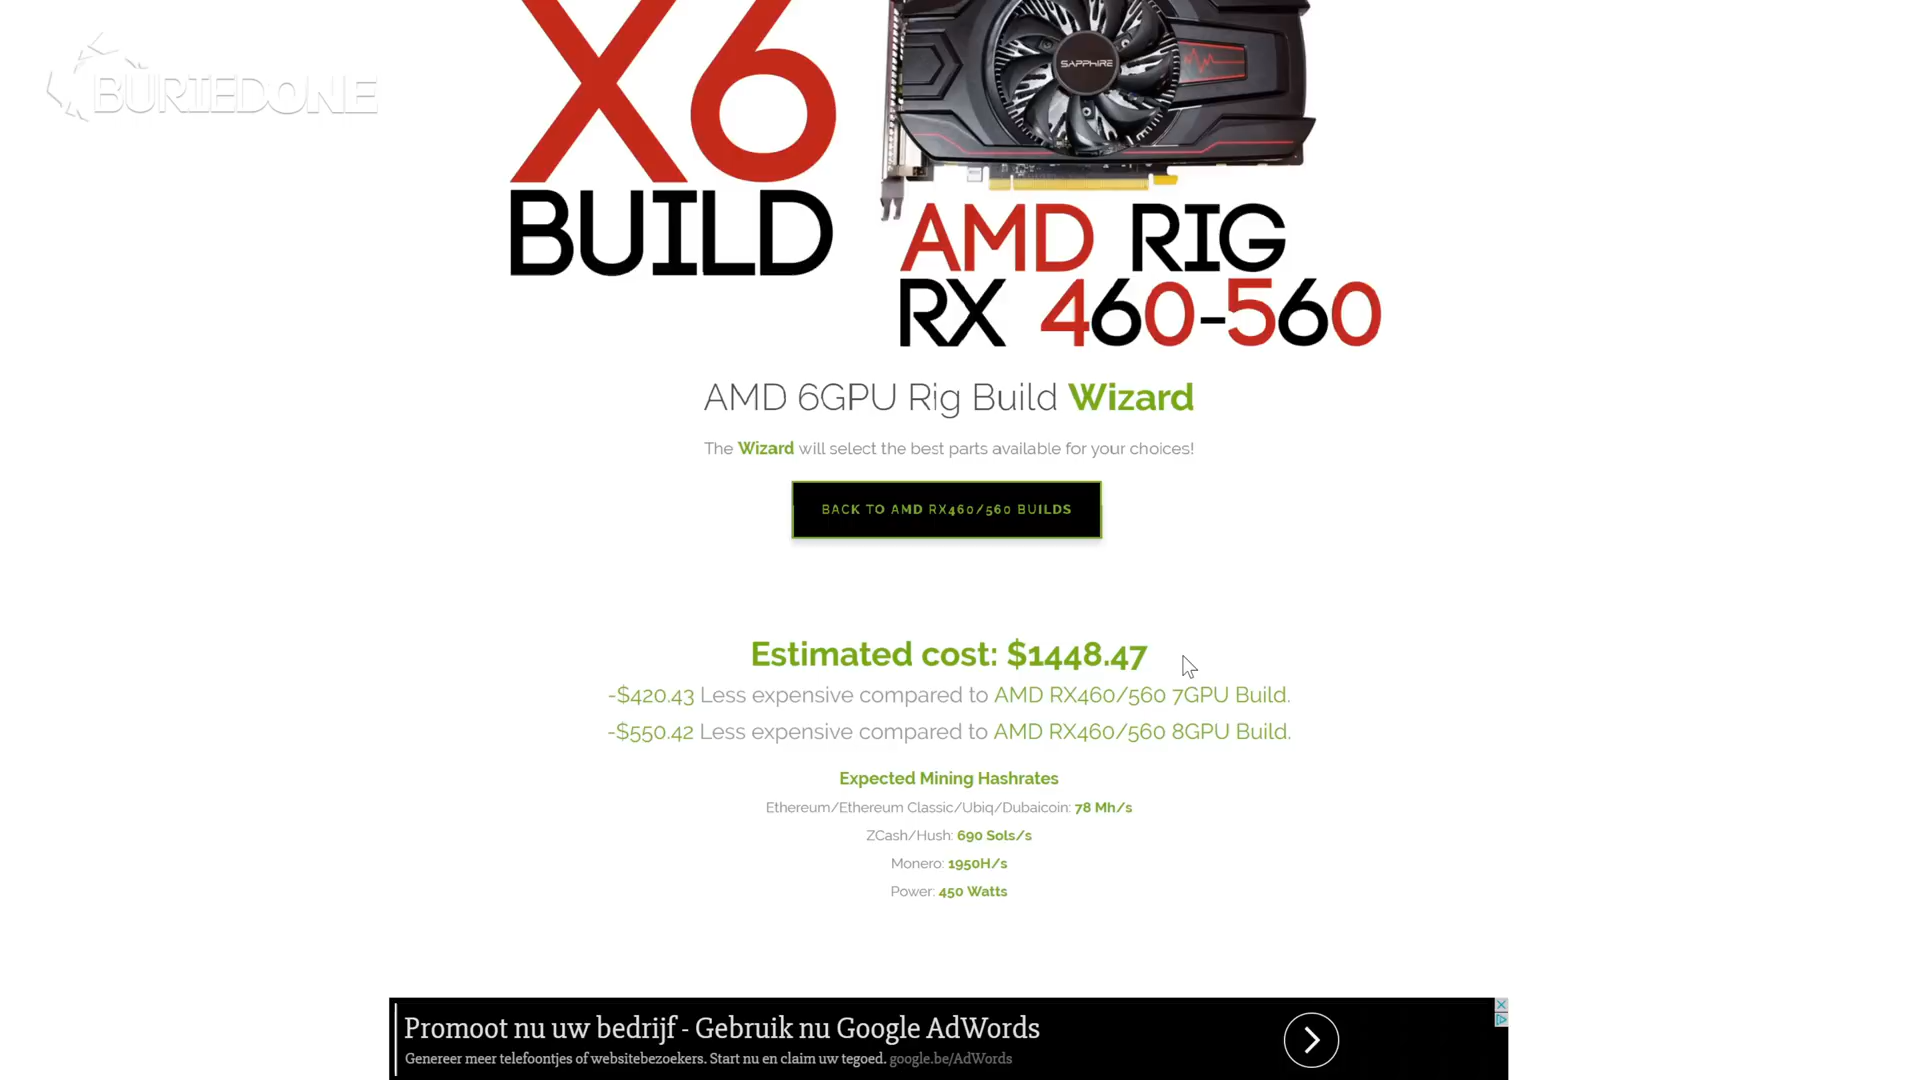 BURIEDONE
X6
BUILD
SAPPHIRE
AMD RIG
RX 460-560
AMD 6GPU Rig Build Wizard
The Wizard will select the best parts available for your choices!
BACK TO AMD RX460/560 BUILDS
Estimated cost: $1448.47
-$420.43 Less expensive compared to AMD RX460/560 7GPU Build.
-$550.42 Less expensive compared to AMD RX460/560 8GPU Build.
Expected Mining Hashrates
Ethereum/Ethereum Classic/Ubiq/Dubaicoin: 78 Mh/s
ZCash/Hush: 690 Sols/s
Monero: 1950H/s
Power: 450 Watts
Promoot nu uw bedrijf - Gebruik nu Google AdWords
Genereer meer telefoontjes of websitebezoekers. Start nu en claim uw tegoed. google.be/AdWords